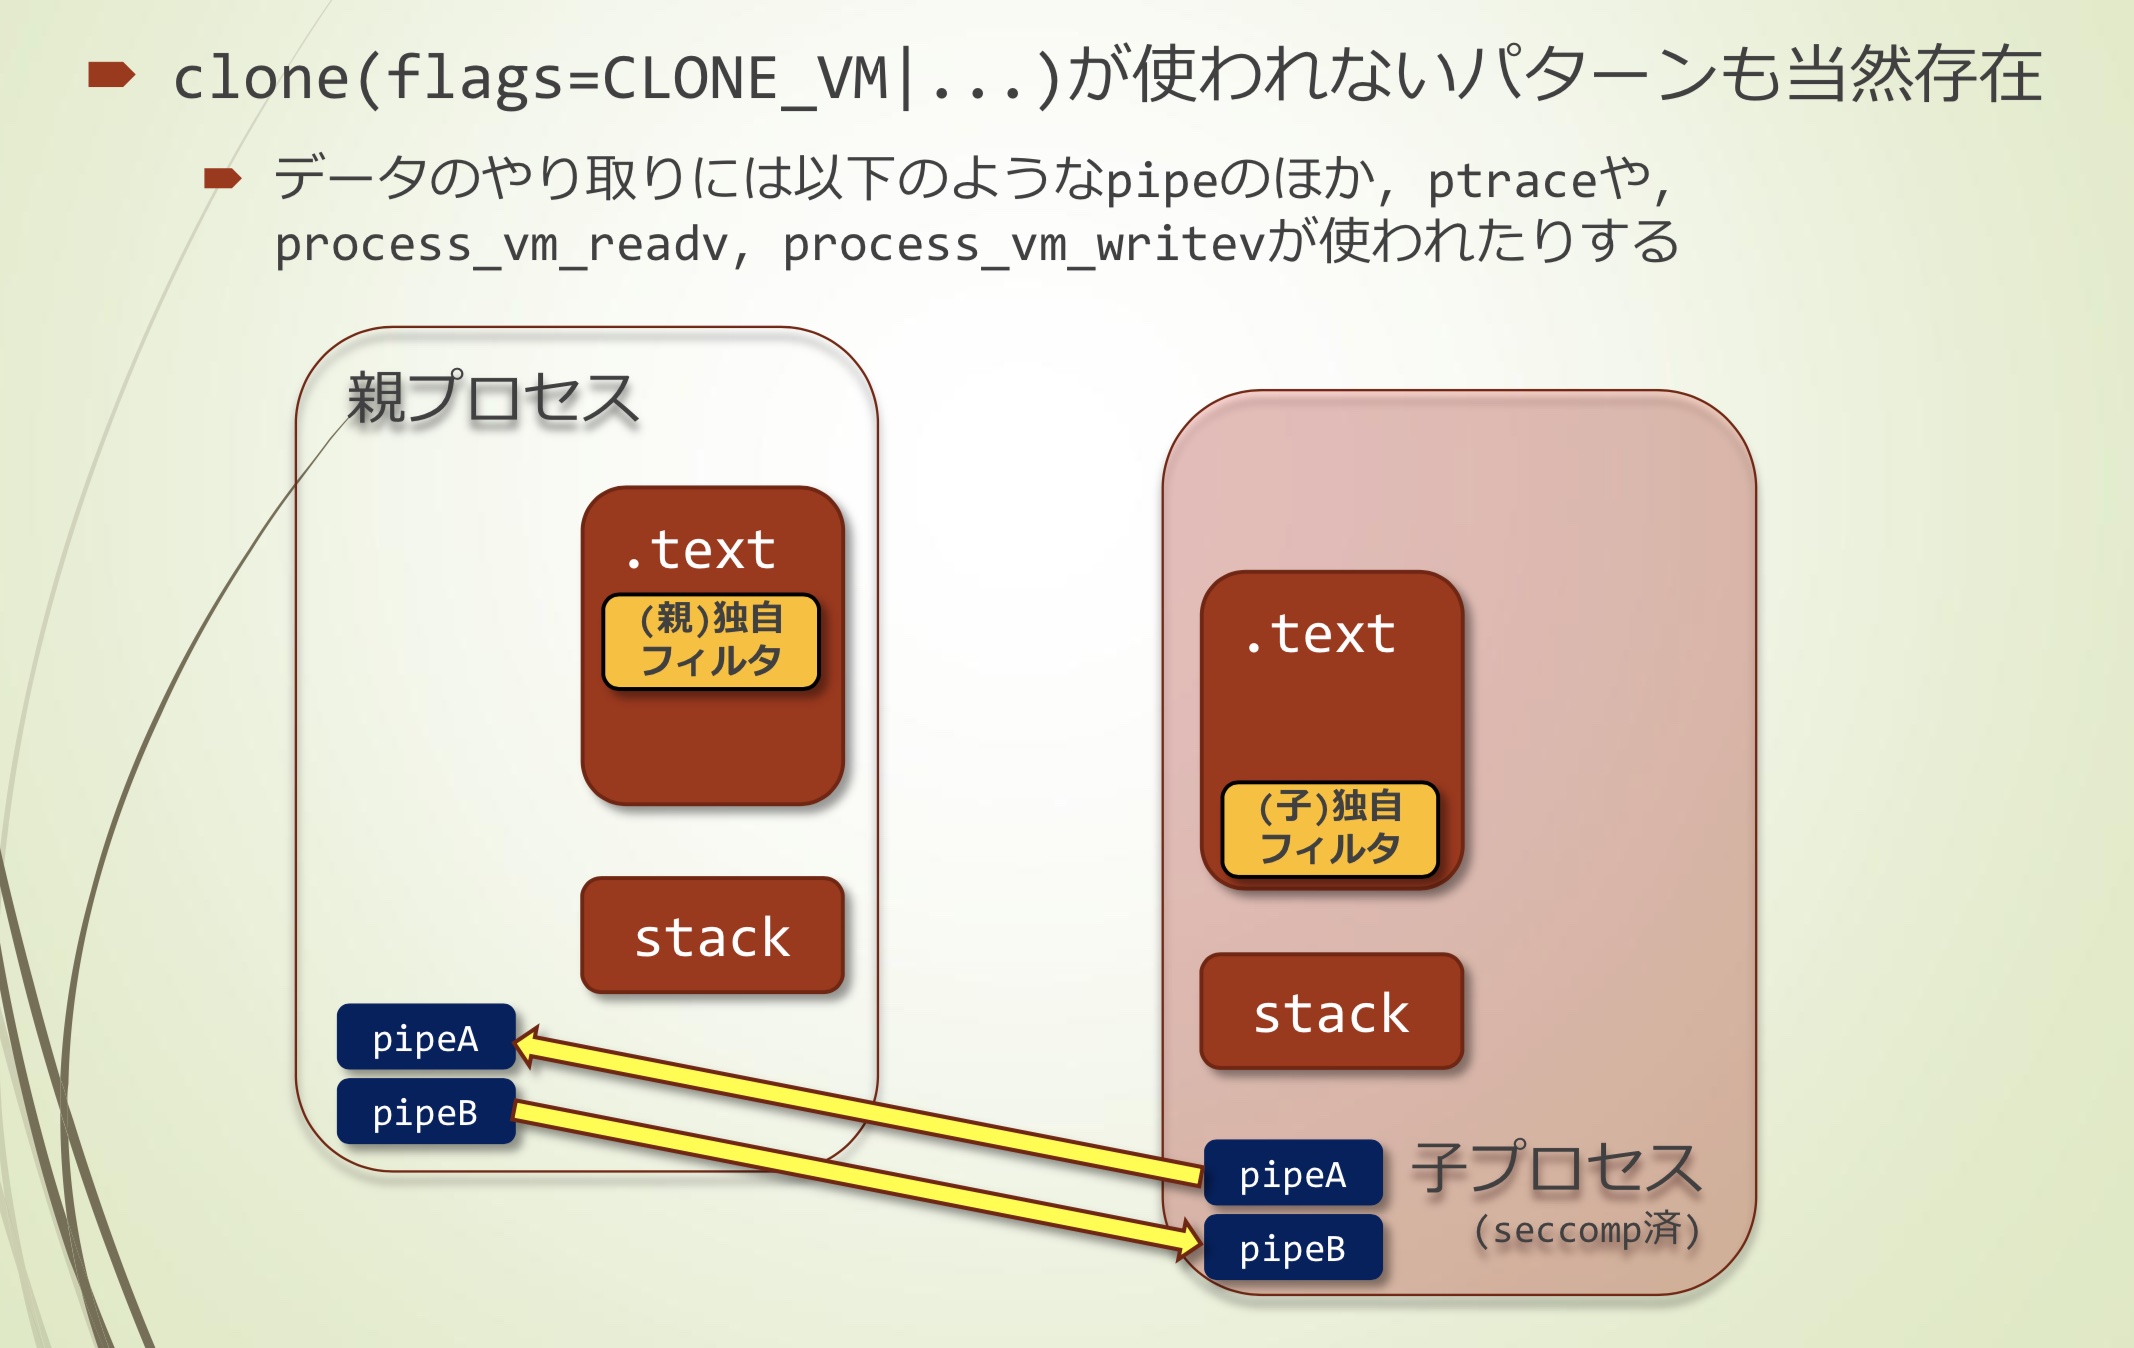 clone(flags=CLONE_VM|...)が使われないパターンも当然存在
データのやり取りには以下のようなpipeのほか, ptraceや,
process_vm_readv, process_vm_writevが使われたりする
親プロセス
.text
(親)独自
フィルタ
stack
pipeA
pipeB
.text
(子)独自
フィルタ
stack
pipeA
pipeB
子プロセス
(seccomp済)